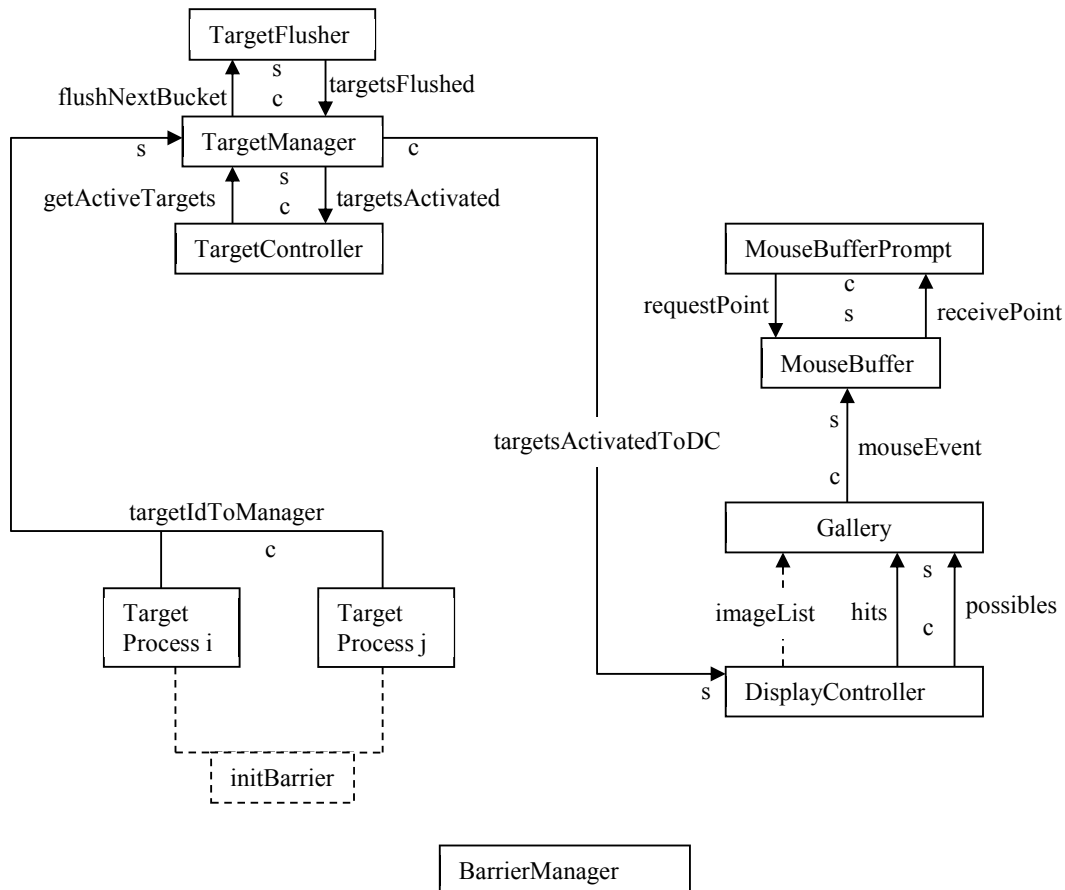 TargetFlusher
s
flushNextBucket
c
targetsFlushed
s
TargetManager
c
getActiveTargets
s
c
targetsActivated
TargetController
MouseBufferPrompt
requestPoint
c
s
receivePoint
MouseBuffer
s
targetsActivatedToDC
c
mouseEvent
targetIdToManager
c
Gallery
Target
Process i
Target
Process j
imageList
hits
s
c
possibles
s
DisplayController
initBarrier
BarrierManager